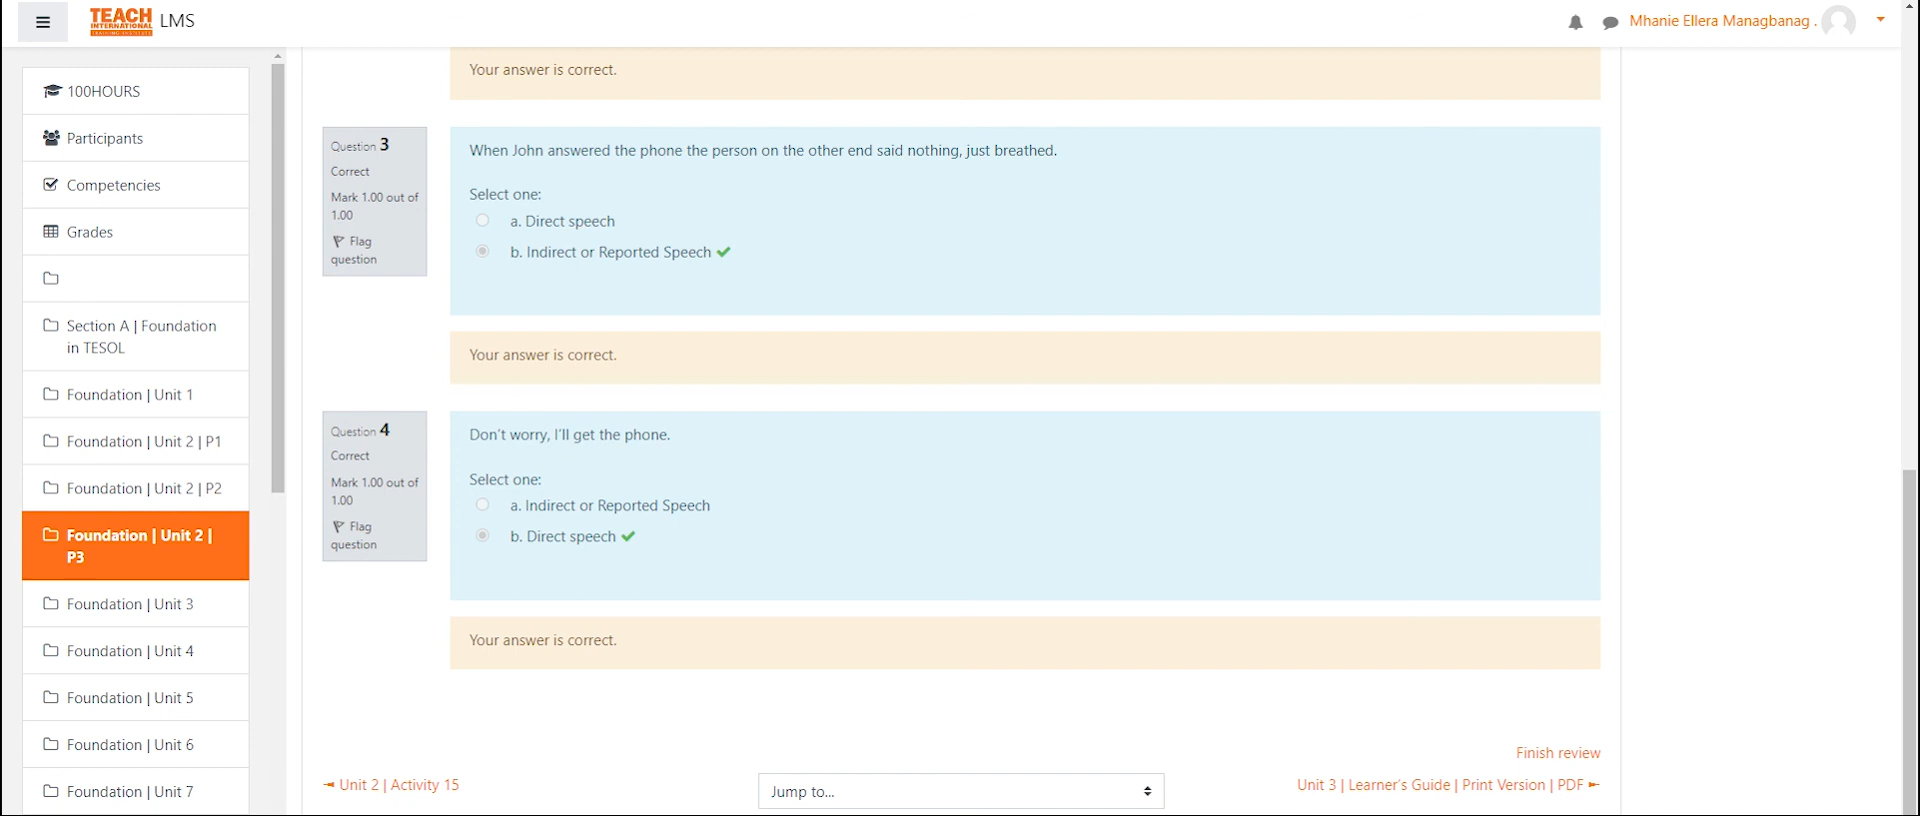 TEACH
INTERNATIONAL
TRAINING INSTITUTE
LMS
Mhanie Ellera Managbanag .
100HOURS
Participants
Competencies
Grades
Section A | Foundation
in TESOL
Foundation | Unit 1
Foundation | Unit 2 | P1
Foundation | Unit 2 | P2
Foundation | Unit 2 |
P3
Foundation | Unit 3
Foundation | Unit 4
Foundation | Unit 5
Foundation | Unit 6
Foundation | Unit 7
Your answer is correct.
Question 3
Correct
Mark 1.00 out of
1.00
Flag
question
When John answered the phone the person on the other end said nothing, just breathed.
Select one:
a. Direct speech
b. Indirect or Reported Speech
Your answer is correct.
Question 4
Correct
Mark 1.00 out of
1.00
Flag
question
Don't worry, I'll get the phone.
Select one:
a. Indirect or Reported Speech
b. Direct speech
Your answer is correct.
Finish review
◄ Unit 2 | Activity 15
Jump to...
Unit 3 | Learner's Guide | Print Version | PDF ►